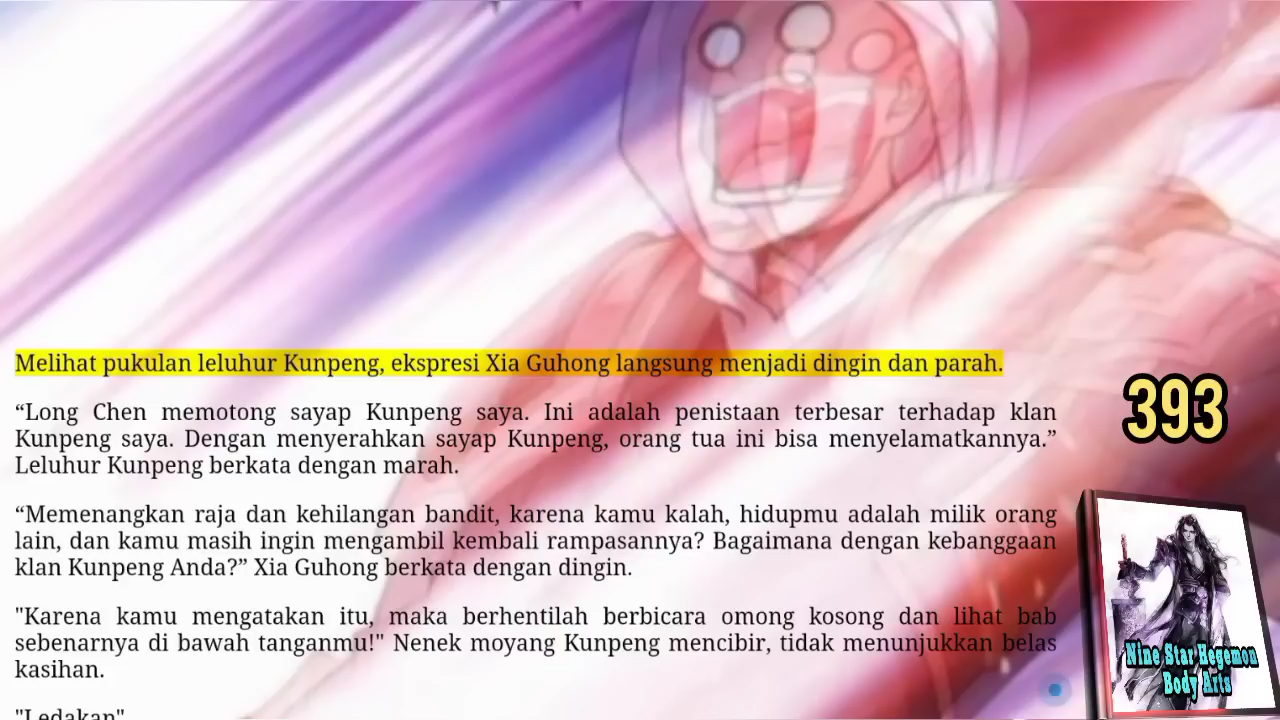 Melihat pukulan leluhur Kunpeng, ekspresi Xia Guhong langsung menjadi dingin dan parah.
“Long Chen memotong sayap Kunpeng saya. Ini adalah penistaan terbesar terhadap klan
Kunpeng saya. Dengan menyerahkan sayap Kunpeng, orang tua ini bisa menyelamatkannya.”
Leluhur Kunpeng berkata dengan marah.
“Memenangkan raja dan kehilangan bandit, karena kamu kalah, hidupmu adalah milik orang
lain, dan kamu masih ingin mengambil kembali rampasannya? Bagaimana dengan kebanggaan
klan Kunpeng Anda?” Xia Guhong berkata dengan dingin.
"Karena kamu mengatakan itu, maka berhentilah berbicara omong kosong dan lihat bab
sebenarnya di bawah tanganmu!" Nenek moyang Kunpeng mencibir, tidak menunjukkan belas
kasihan.
"Ledakan"
393
Nine Star Hegemon
Body Arts